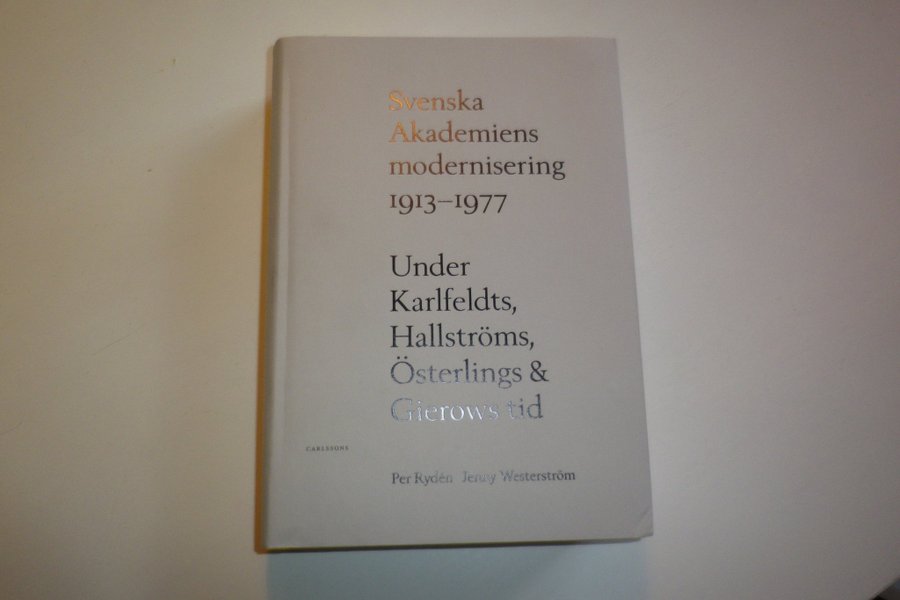 Svenska
Akademiens
modernisering
1913–1977
Under
Karlfeldts,
Hallströms,
Österlings &
Gierows tid
CARLSSONS
Per Rydén Jenny Westerström